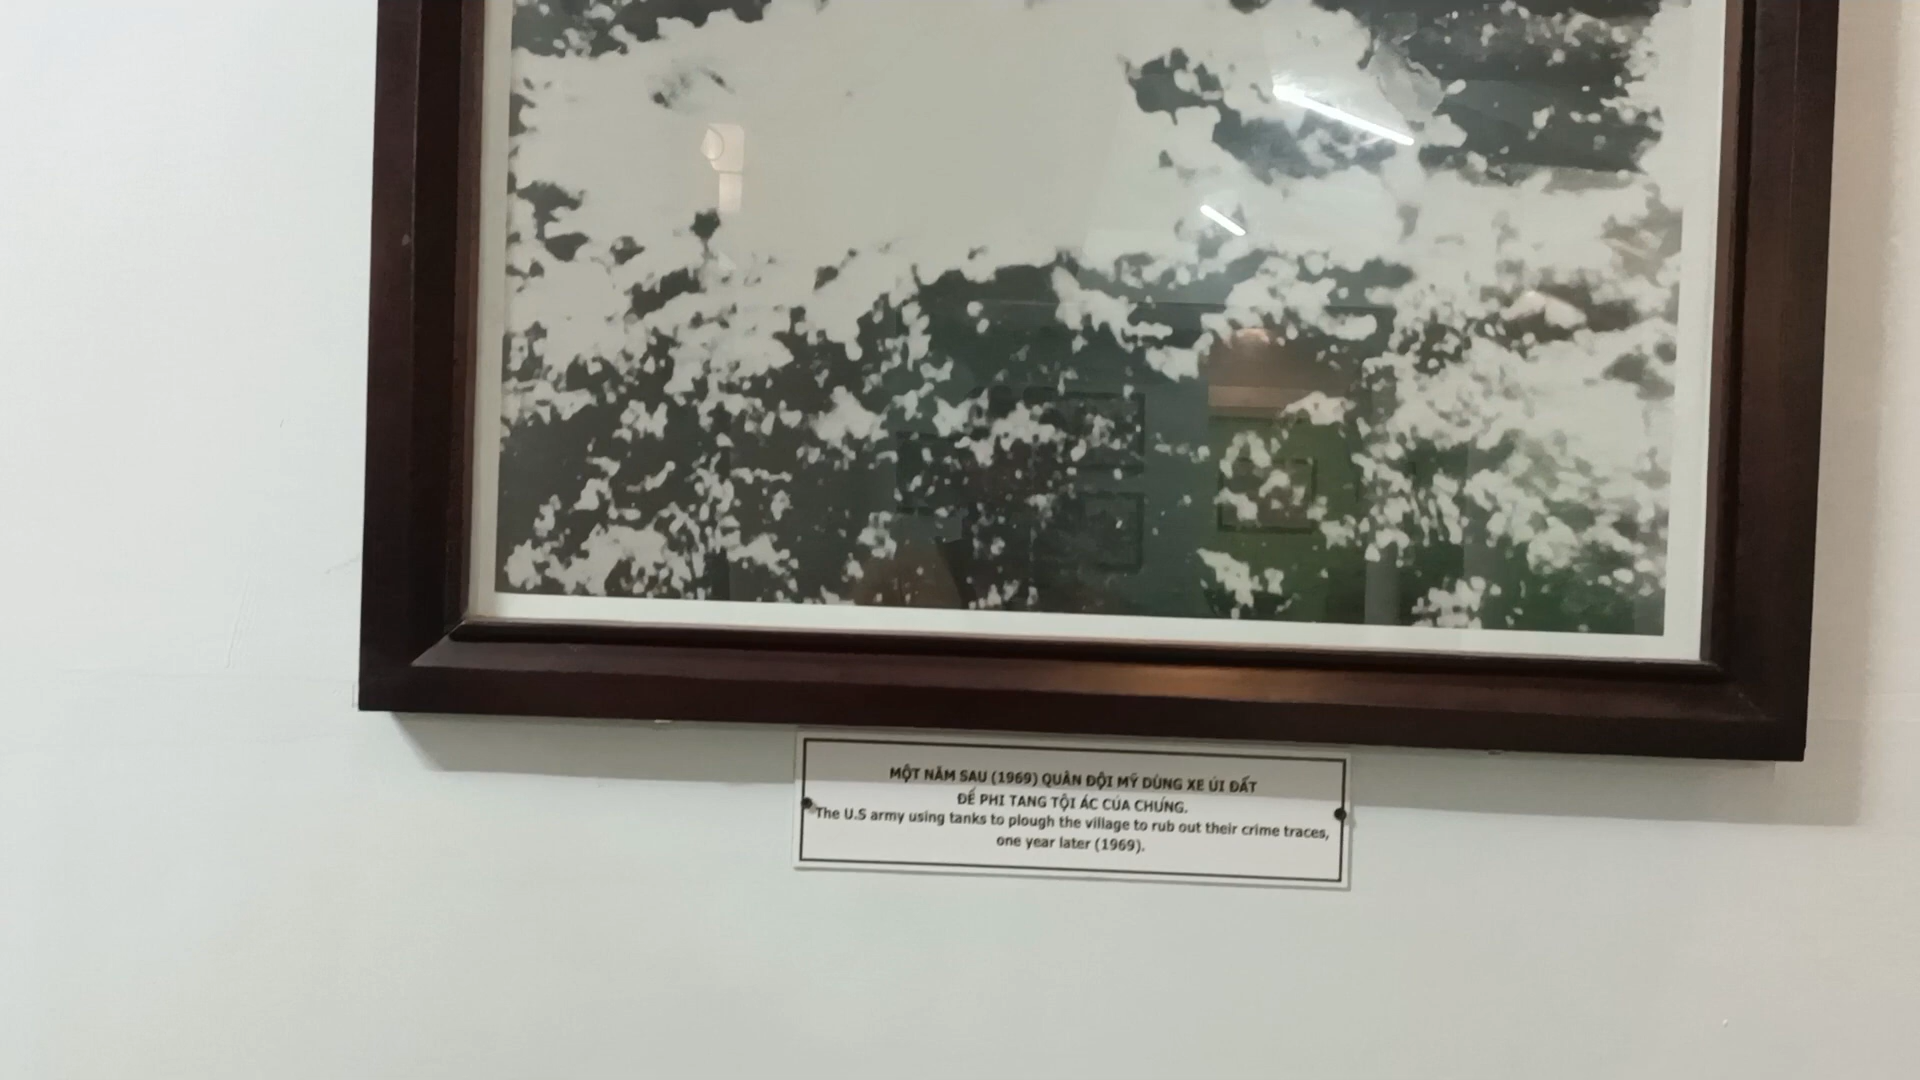 MỘT NĂM SAU (1969) QUÂN ĐỘI MỸ DÙNG XE ỦI ĐẤT
ĐỂ PHI TANG TỘI ÁC CỦA CHÚNG.
The U.S army using tanks to plough the village to rub out their crime traces,
one year later (1969).